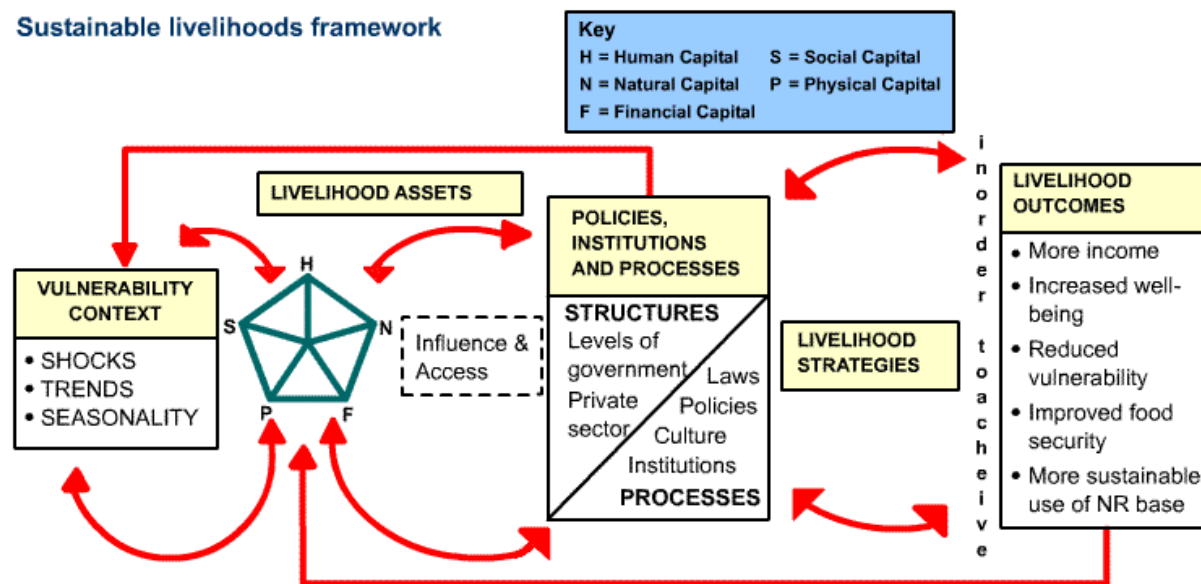 Sustainable livelihoods framework
Key
H = Human Capital S = Social Capital
N = Natural Capital P = Physical Capital
F = Financial Capital
LIVELIHOOD ASSETS
VULNERABILITY
CONTEXT
• SHOCKS
• TRENDS
• SEASONALITY
H
S
N
P
F
Influence &
Access
POLICIES,
INSTITUTIONS
AND PROCESSES
STRUCTURES
Levels of
government
Private
sector
Laws
Policies
Culture
Institutions
PROCESSES
LIVELIHOOD
STRATEGIES
inorder toacheive
LIVELIHOOD
OUTCOMES
• More income
• Increased well-
being
• Reduced
vulnerability
• Improved food
security
• More sustainable
use of NR base